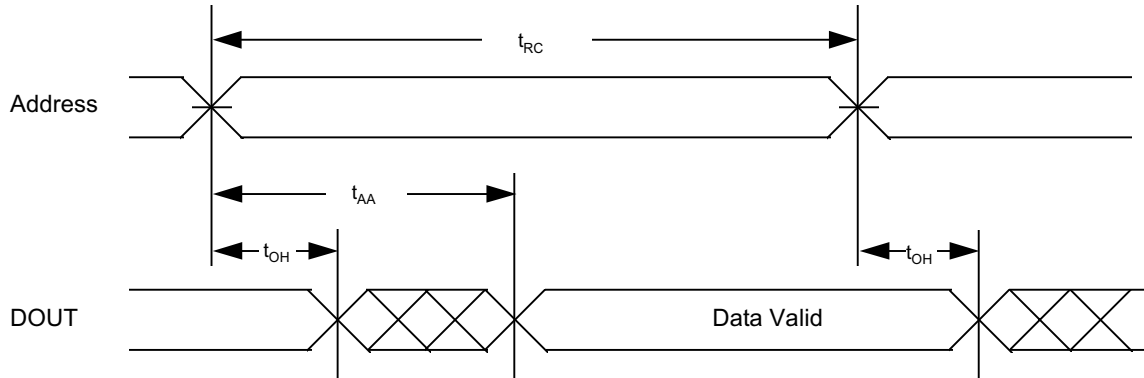 tRC
Address
tAA
tOH
tOH
DOUT
Data Valid